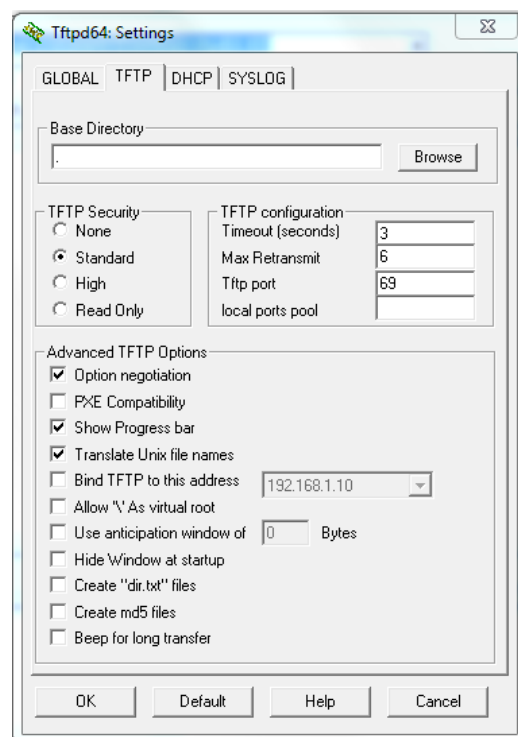 Tftpd64: Settings
GLOBAL TFTP DHCP SYSLOG
Base Directory
.
Browse
TFTP Security
None
Standard
High
Read Only
TFTP configuration
Timeout (seconds) 3
Max Retransmit 6
Tftp port 69
local ports pool
Advanced TFTP Options
Option negotiation
PXE Compatibility
Show Progress bar
Translate Unix file names
Bind TFTP to this address 192.168.1.10
Allow '\' As virtual root
Use anticipation window of 0 Bytes
Hide Window at startup
Create "dir.txt" files
Create md5 files
Beep for long transfer
OK Default Help Cancel